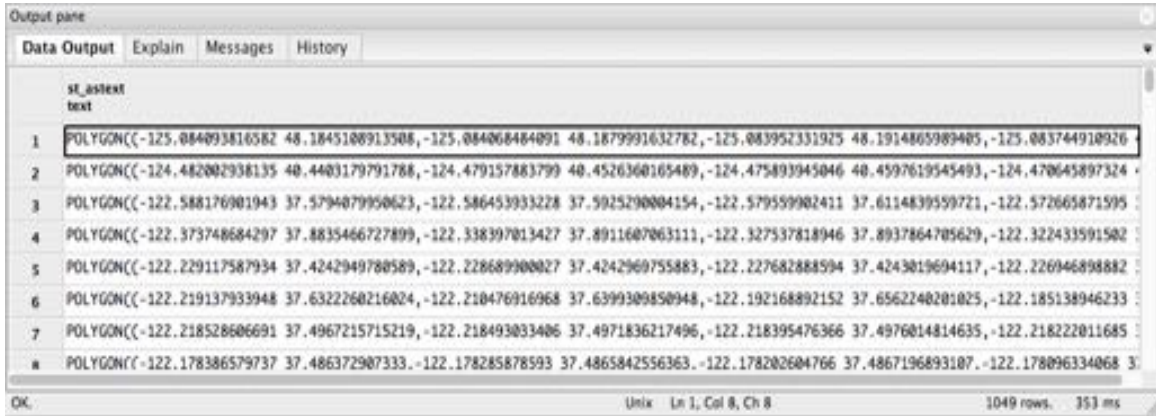 Output pane
Data Output Explain Messages History
st_astext
text
1 POLYGON((-125.084093816582 48.1845108913508,-125.084068484091 48.1879991632782,-125.083952331925 48.1914865989405,-125.083744910926
2 POLYGON((-124.482002938135 40.4403179791788,-124.479157883799 40.4526360165489,-124.475893945046 40.4597619545493,-124.470645897324
3 POLYGON((-122.588176901943 37.5794079950623,-122.586453933228 37.5925290004154,-122.579559902411 37.6114839559721,-122.572665871595
4 POLYGON((-122.373748684297 37.8835466727899,-122.338397013427 37.8911607063111,-122.327537818946 37.8937864705629,-122.322433591502
5 POLYGON((-122.229117587934 37.4242949780589,-122.228689900027 37.4242969755883,-122.227682888594 37.4243019694117,-122.226946898882
6 POLYGON((-122.219137933948 37.6322260216024,-122.210476916968 37.6399309850948,-122.192168892152 37.6562240201025,-122.185138946233
7 POLYGON((-122.218528606691 37.4967215715219,-122.218493033406 37.4971836217496,-122.218395476366 37.4976014814635,-122.218222011685
8 POLYGON((-122.178386579737 37.486372907333,-122.178285878593 37.4865842556363,-122.178202604766 37.4867196893107,-122.178096334068
OK. Unix Ln 1, Col 8, Ch 8 1049 rows. 353 ms